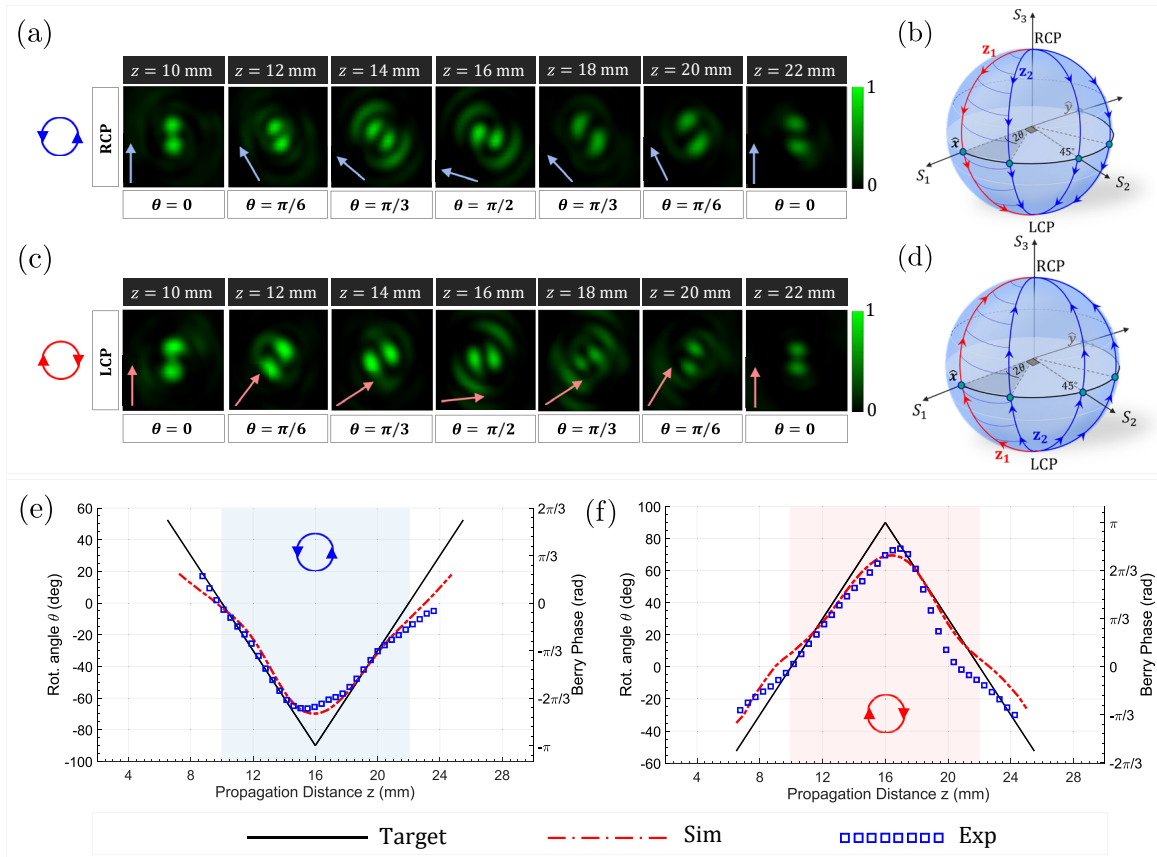 (a)
z = 10 mm z = 12 mm z = 14 mm z = 16 mm z = 18 mm z = 20 mm z = 22 mm
RCP
1
0
θ = 0 θ = π/6 θ = π/3 θ = π/2 θ = π/3 θ = π/6 θ = 0
(b)
S₃
RCP
z₁
z₂
ŷ
x̂
2θ
45°
S₁
S₂
LCP
(c)
z = 10 mm z = 12 mm z = 14 mm z = 16 mm z = 18 mm z = 20 mm z = 22 mm
LCP
1
0
θ = 0 θ = π/6 θ = π/3 θ = π/2 θ = π/3 θ = π/6 θ = 0
(d)
S₃
RCP
ŷ
x̂
2θ
45°
S₁
S₂
z₂
z₁
LCP
(e)
Rot. angle θ (deg)
60
40
20
0
-20
-40
-60
-80
-100
2π/3
π/3
0
-π/3
-2π/3
-π
Berry Phase (rad)
4 8 12 16 20 24 28
Propagation Distance z (mm)
(f)
Rot. angle θ (deg)
100
80
60
40
20
0
-20
-40
-60
π
2π/3
π/3
0
-π/3
-2π/3
Berry Phase (rad)
4 8 12 16 20 24 28
Propagation Distance z (mm)
Target Sim Exp